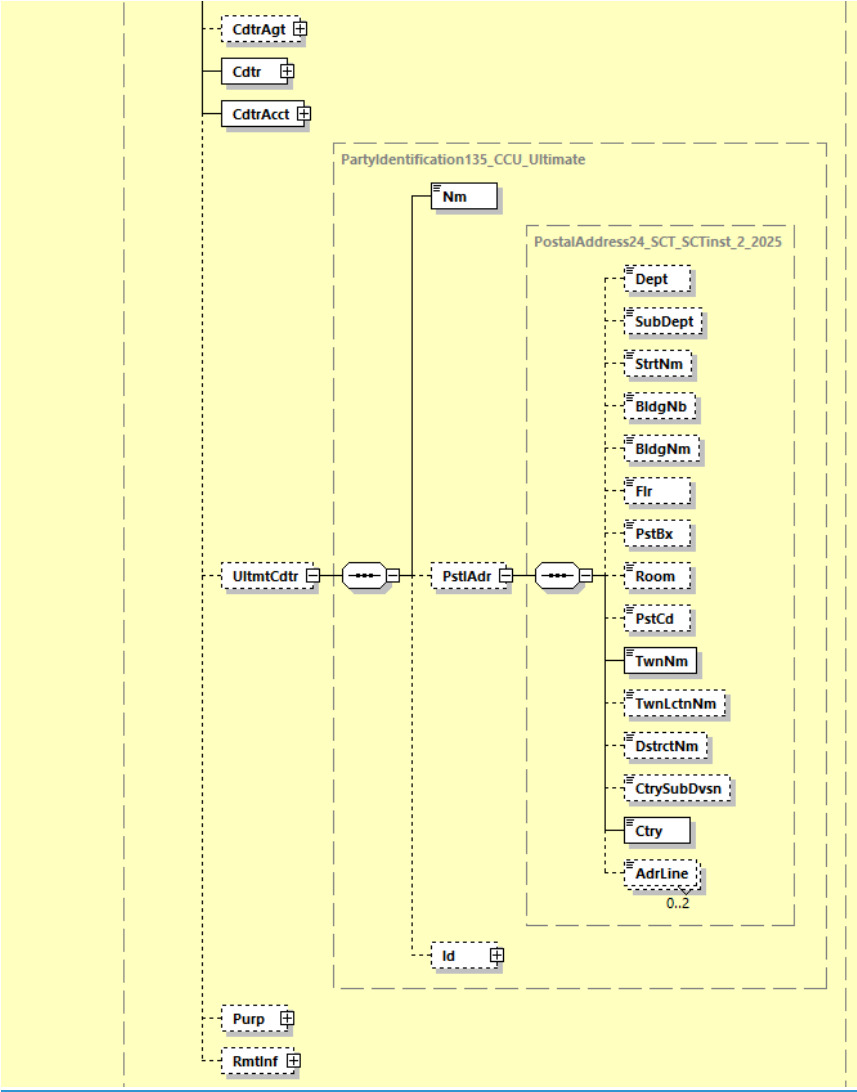 CdtrAgt
Cdtr
CdtrAcct
PartyIdentification135_CCU_Ultimate
Nm
PostalAddress24_SCT_SCTinst_2_2025
Dept
SubDept
StrtNm
BldgNb
BldgNm
Flr
PstBx
UltmtCdtr PstlAdr Room
PstCd
TwnNm
TwnLctnNm
DstrctNm
CtrySubDvsn
Ctry
AdrLine
0..2
Id
Purp
RmtInf